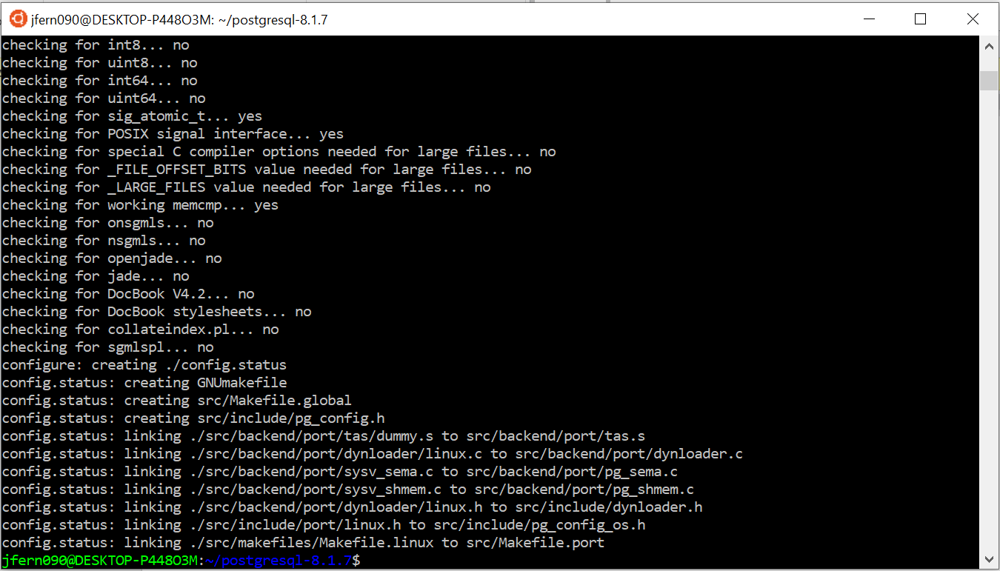 jfern090@DESKTOP-P448O3M: ~/postgresql-8.1.7
checking for int8... no
checking for uint8... no
checking for int64... no
checking for uint64... no
checking for sig_atomic_t... yes
checking for POSIX signal interface... yes
checking for special C compiler options needed for large files... no
checking for _FILE_OFFSET_BITS value needed for large files... no
checking for _LARGE_FILES value needed for large files... no
checking for working memcmp... yes
checking for onsgmls... no
checking for nsgmls... no
checking for openjade... no
checking for jade... no
checking for DocBook V4.2... no
checking for DocBook stylesheets... no
checking for collateindex.pl... no
checking for sgmlspl... no
configure: creating ./config.status
config.status: creating GNUmakefile
config.status: creating src/Makefile.global
config.status: creating src/include/pg_config.h
config.status: linking ./src/backend/port/tas/dummy.s to src/backend/port/tas.s
config.status: linking ./src/backend/port/dynloader/linux.c to src/backend/port/dynloader.c
config.status: linking ./src/backend/port/sysv_sema.c to src/backend/port/pg_sema.c
config.status: linking ./src/backend/port/sysv_shmem.c to src/backend/port/pg_shmem.c
config.status: linking ./src/backend/port/dynloader/linux.h to src/include/dynloader.h
config.status: linking ./src/include/port/linux.h to src/include/pg_config_os.h
config.status: linking ./src/makefiles/Makefile.linux to src/Makefile.port
jfern090@DESKTOP-P448O3M:~/postgresql-8.1.7$